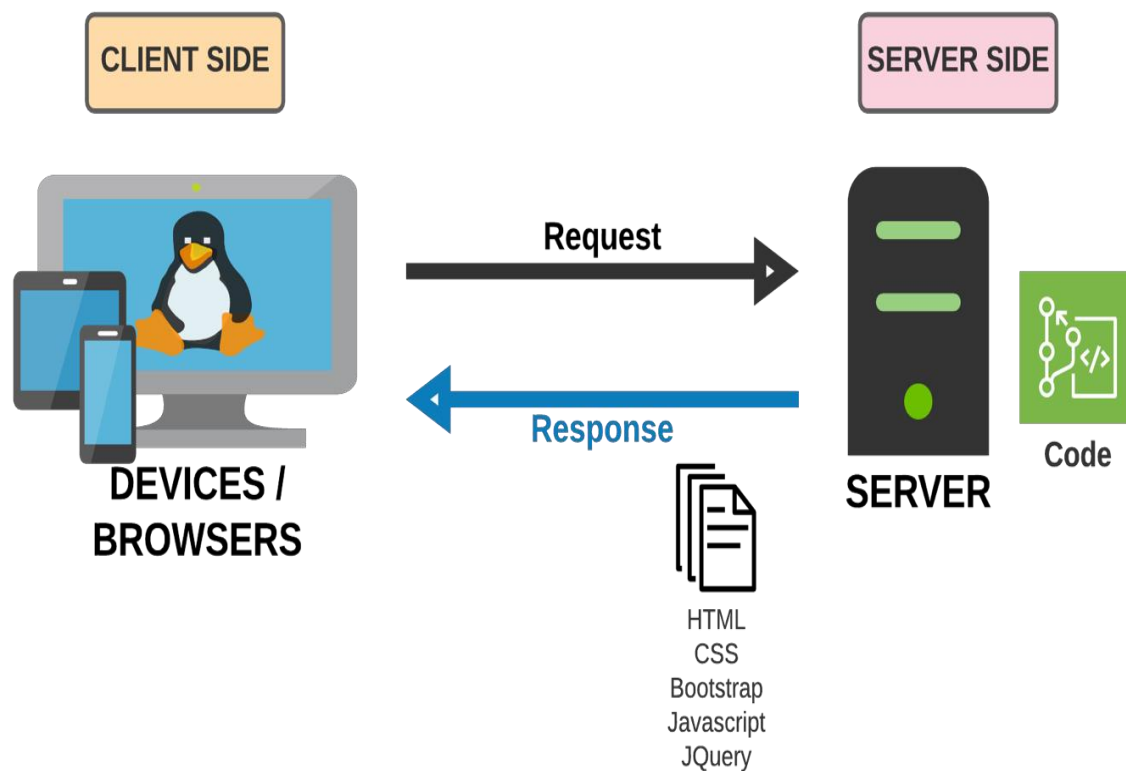 CLIENT SIDE
SERVER SIDE
Request
Response
</>
Code
DEVICES /
BROWSERS
SERVER
HTML
CSS
Bootstrap
Javascript
JQuery